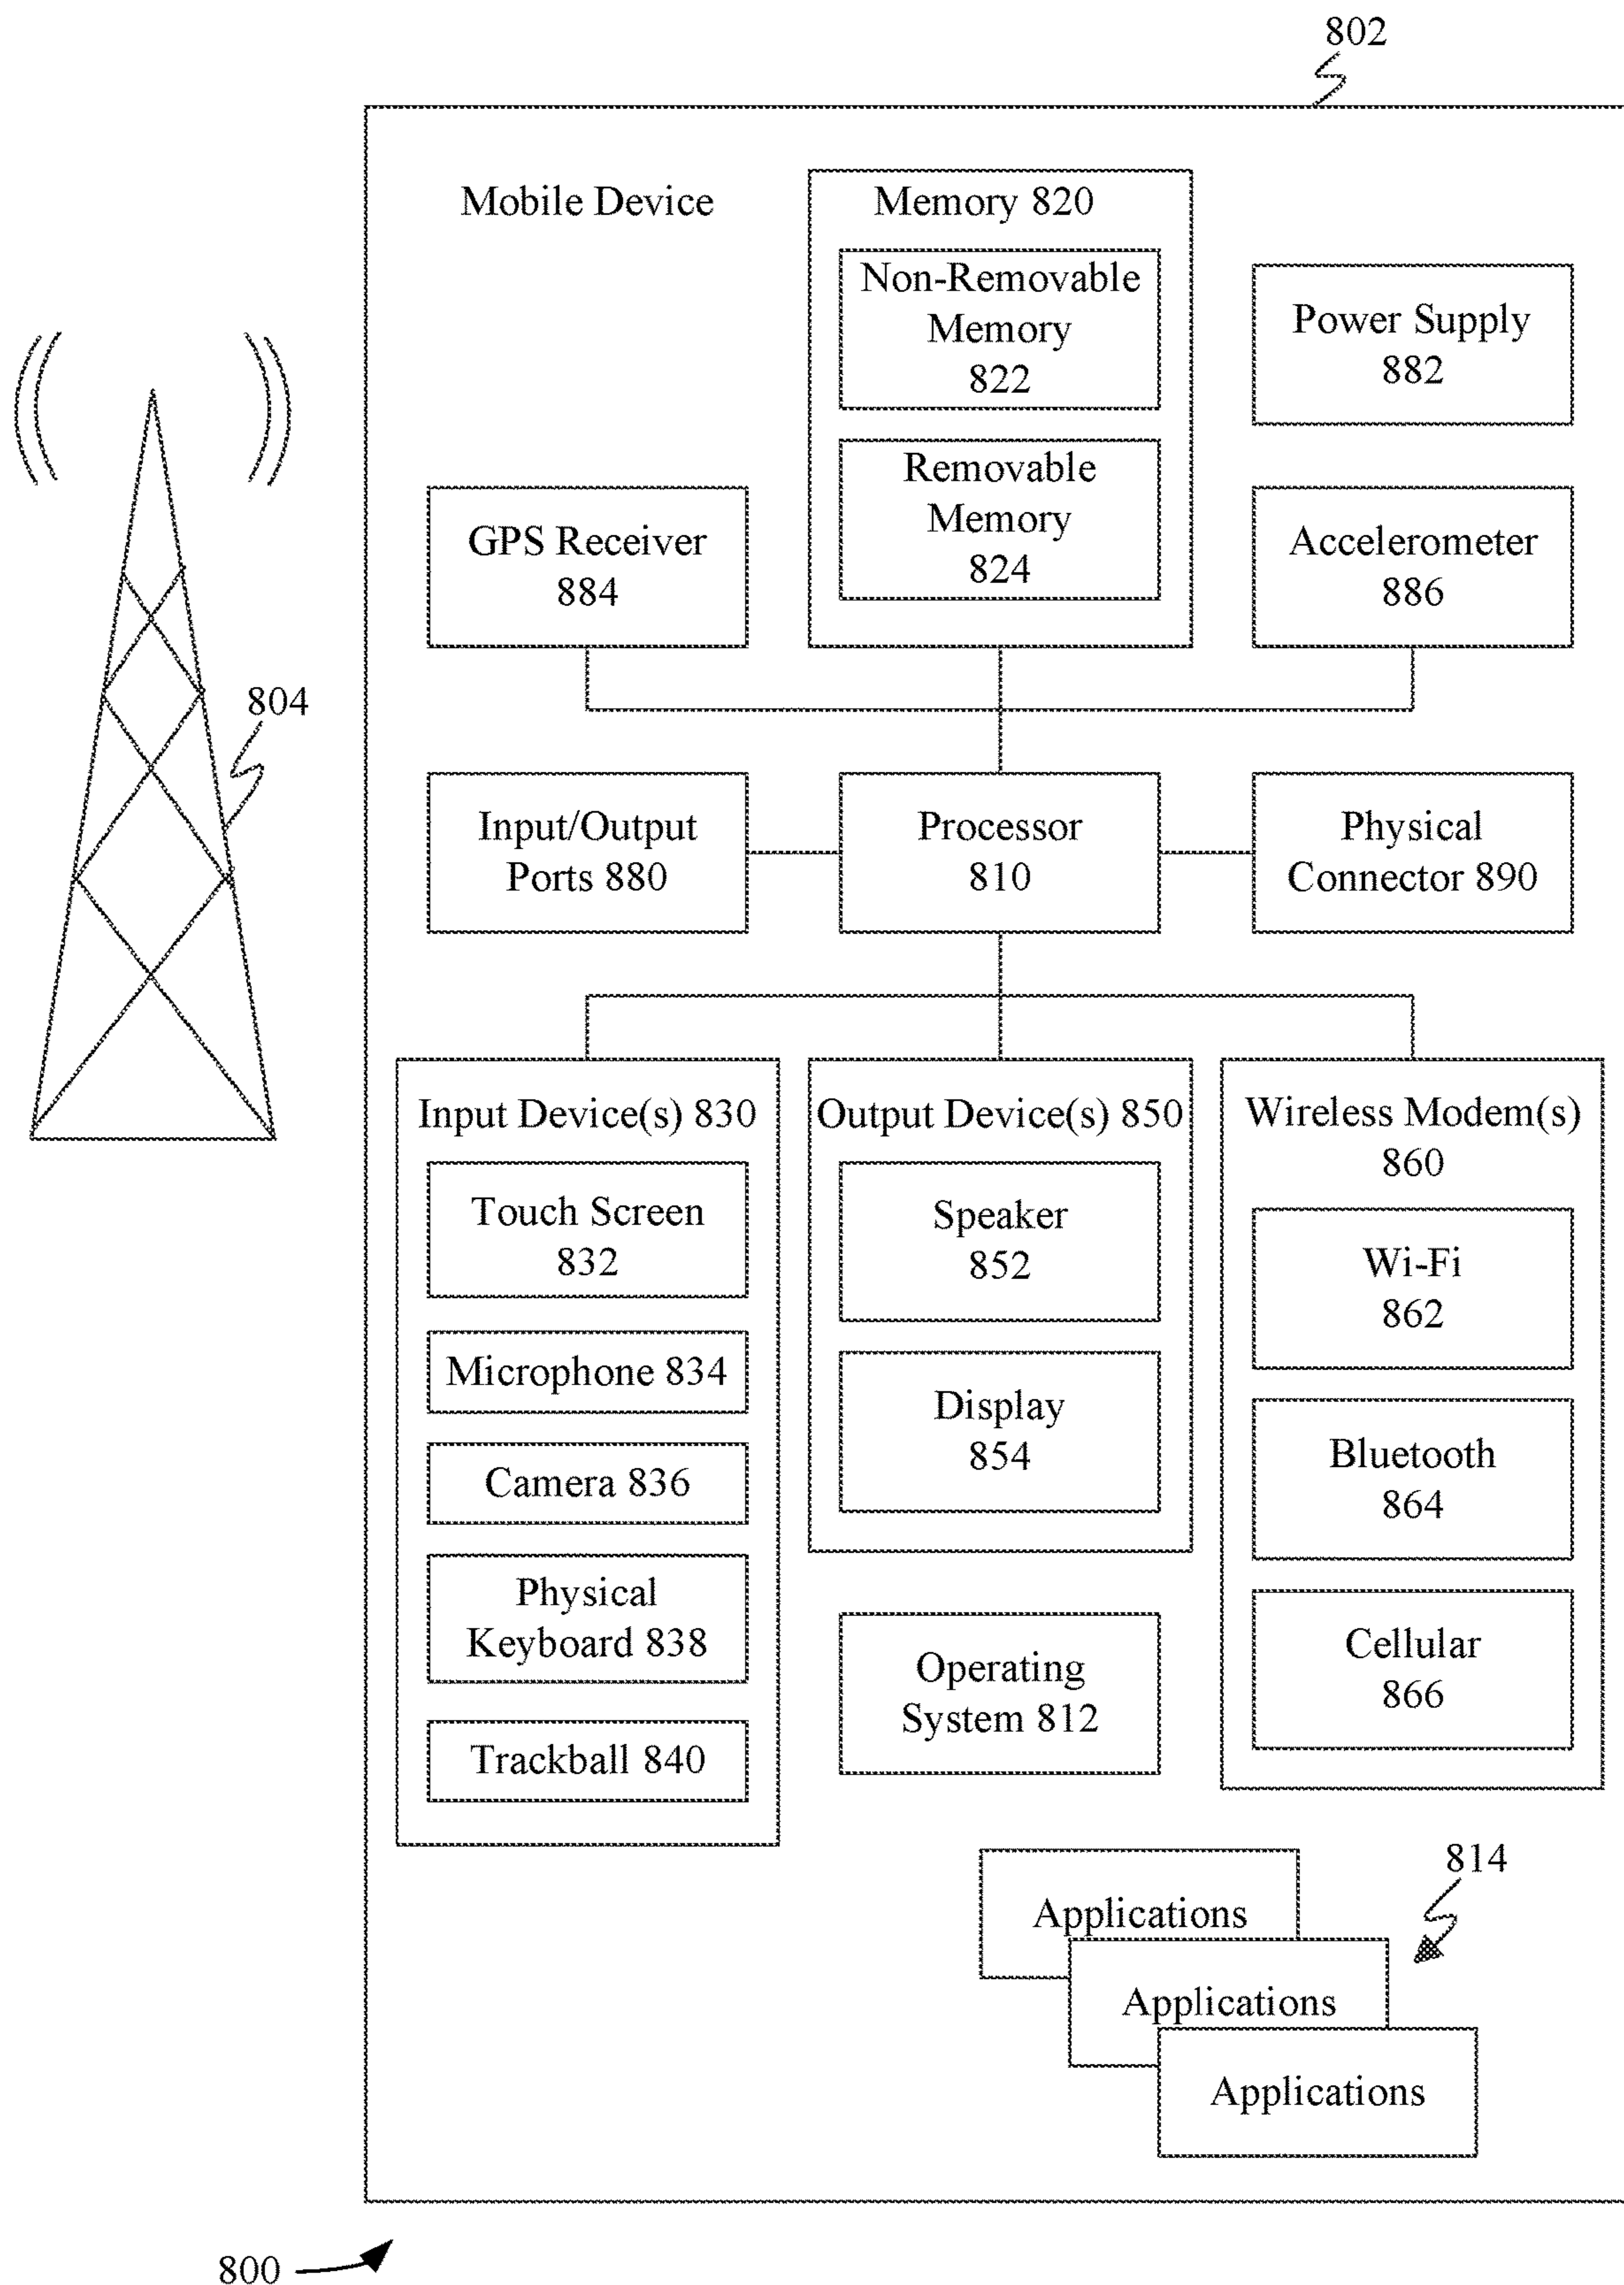 802
Mobile Device
Memory 820
Non-Removable
Memory
822
Removable
Memory
824
Power Supply
882
GPS Receiver
884
Accelerometer
886
804
Input/Output
Ports 880
Processor
810
Physical
Connector 890
Input Device(s) 830
Touch Screen
832
Microphone 834
Camera 836
Physical
Keyboard 838
Trackball 840
Output Device(s) 850
Speaker
852
Display
854
Operating
System 812
Wireless Modem(s)
860
Wi-Fi
862
Bluetooth
864
Cellular
866
814
Applications
Applications
Applications
800